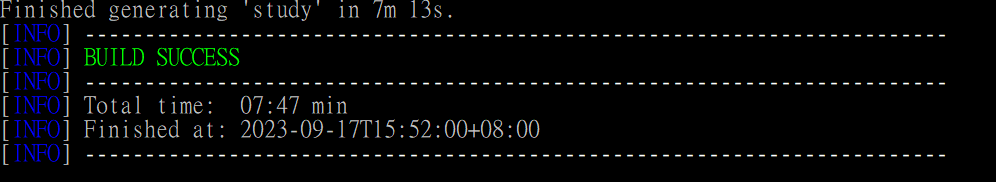 Finished generating 'study' in 7m 13s.
[INFO] ------------------------------------------------------------------------
[INFO] BUILD SUCCESS
[INFO] ------------------------------------------------------------------------
[INFO] Total time:  07:47 min
[INFO] Finished at: 2023-09-17T15:52:00+08:00
[INFO] ------------------------------------------------------------------------